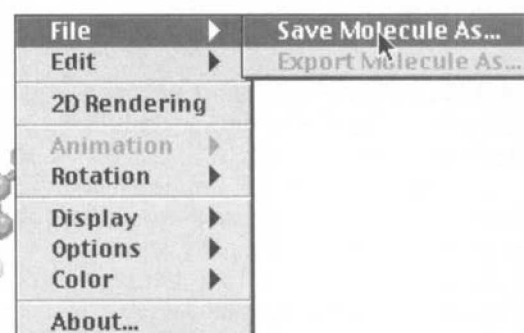 File
Save Molecule As...
Edit
Export Molecule As...
2D Rendering
Animation
Rotation
Display
Options
Color
About...